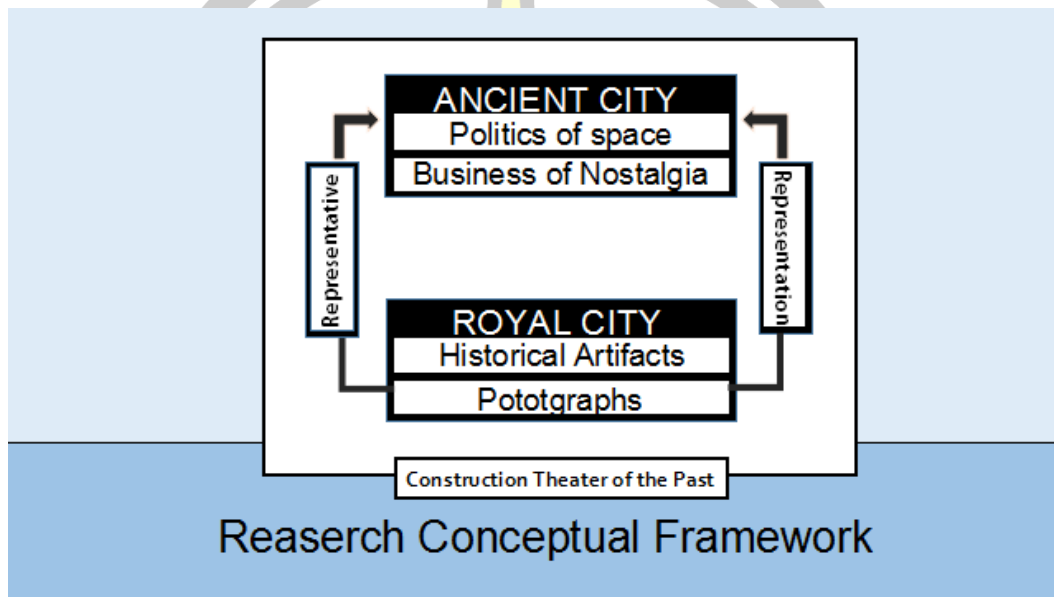 ANCIENT CITY
Politics of space
Business of Nostalgia
Representative
Representation
ROYAL CITY
Historical Artifacts
Pototgraphs
Construction Theater of the Past
Reaserch Conceptual Framework